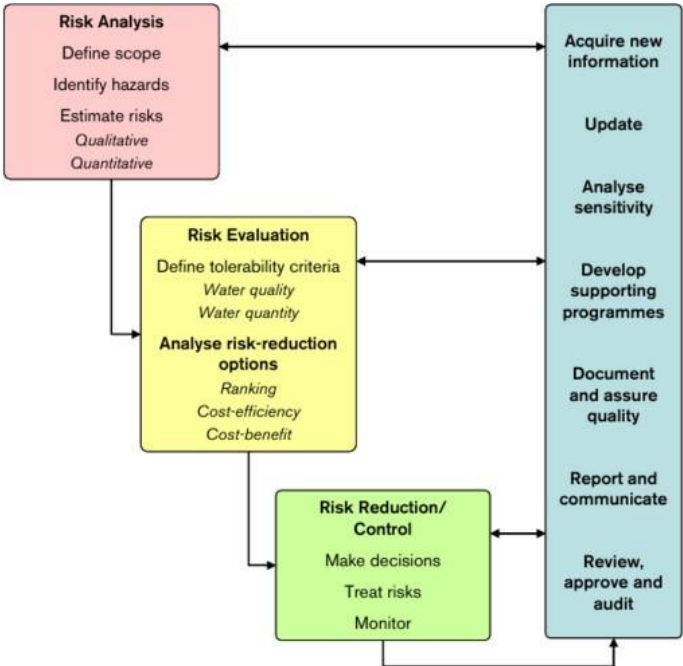 Risk Analysis
Define scope
Identify hazards
Estimate risks
Qualitative
Quantitative
Risk Evaluation
Define tolerability criteria
Water quality
Water quantity
Analyse risk-reduction
options
Ranking
Cost-efficiency
Cost-benefit
Risk Reduction/
Control
Make decisions
Treat risks
Monitor
Acquire new
information
Update
Analyse
sensitivity
Develop
supporting
programmes
Document
and assure
quality
Report and
communicate
Review,
approve and
audit